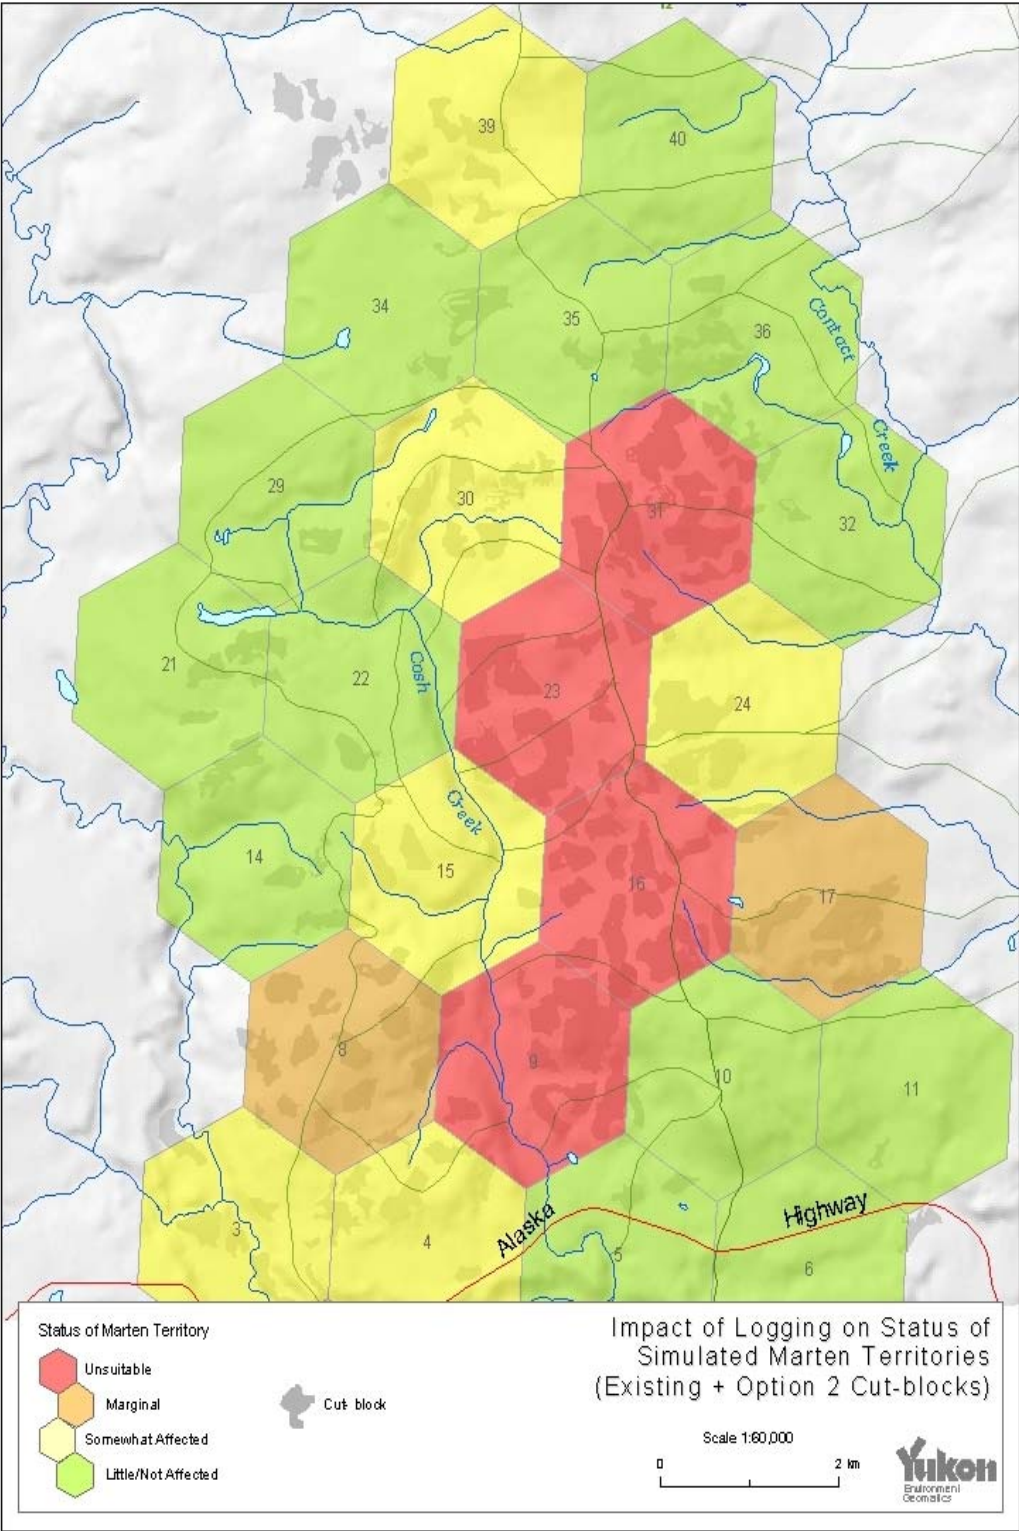 12
39
40
34
35
36
Contact
Creek
29
30
31
32
21
22
Cosh
Creek
23
24
14
15
16
17
8
9
10
11
3
4
Alaska
Highway
5
6
Status of Marten Territory
Unsuitable
Marginal
Somewhat Affected
Little/Not Affected
Cut block
Impact of Logging on Status of
Simulated Marten Territories
(Existing + Option 2 Cut-blocks)
Scale 1:60,000
0 2 km
Yukon
Environment
Geomatics